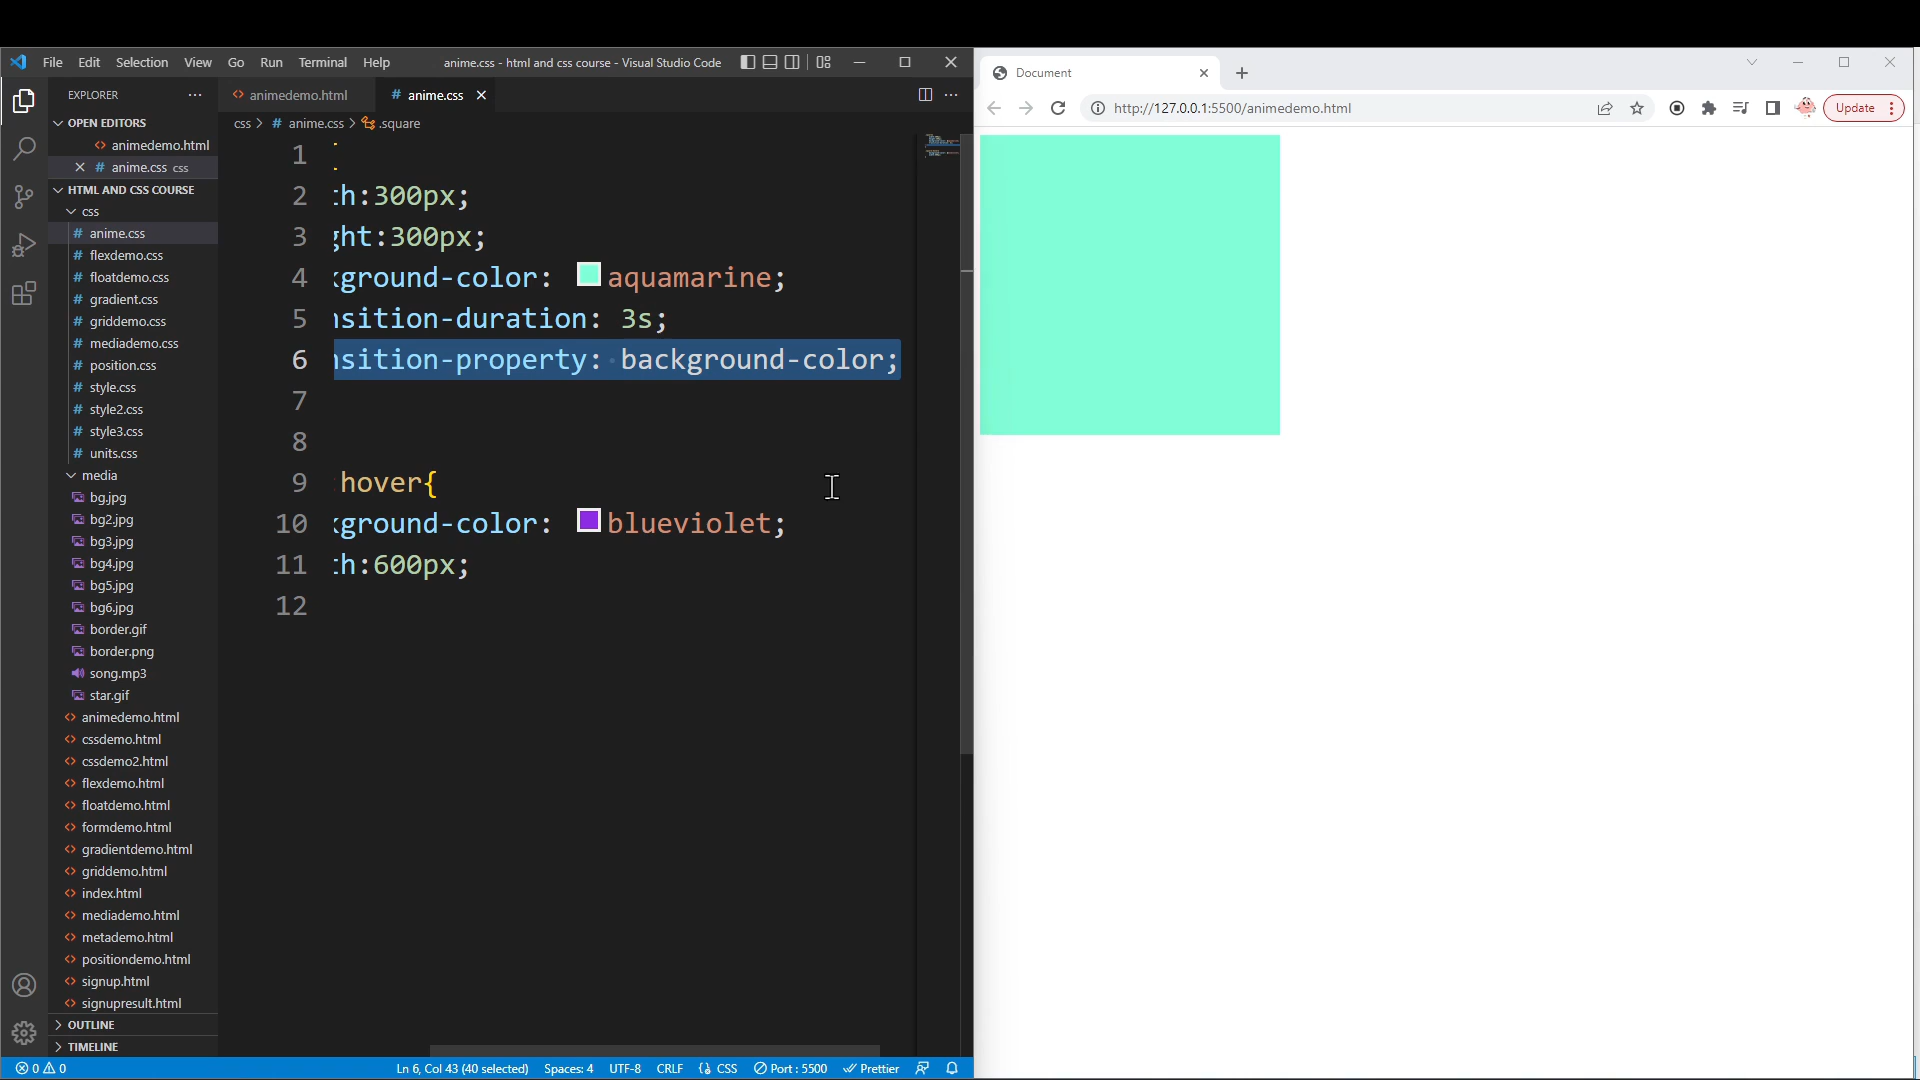 File Edit Selection View Go Run Terminal Help
anime.css - html and css course - Visual Studio Code
EXPLORER
OPEN EDITORS
animedemo.html
anime.css css
HTML AND CSS COURSE
css
anime.css
flexdemo.css
floatdemo.css
gradient.css
griddemo.css
mediademo.css
position.css
style.css
style2.css
style3.css
units.css
media
bg.jpg
bg2.jpg
bg3.jpg
bg4.jpg
bg5.jpg
bg6.jpg
border.gif
border.png
song.mp3
star.gif
animedemo.html
cssdemo.html
cssdemo2.html
flexdemo.html
floatdemo.html
formdemo.html
gradientdemo.html
griddemo.html
index.html
mediademo.html
metademo.html
positiondemo.html
signup.html
signupresult.html
OUTLINE
TIMELINE
animedemo.html # anime.css
css > # anime.css > .square
1
2 th:300px;
3 ght:300px;
4 kground-color: aquamarine;
5 nsition-duration: 3s;
6 nsition-property: background-color;
7
8
9 hover{
10 kground-color: blueviolet;
11 th:600px;
12
0 0 Ln 6, Col 43 (40 selected) Spaces: 4 UTF-8 CRLF CSS Port : 5500 Prettier
Document
http://127.0.0.1:5500/animedemo.html
Update